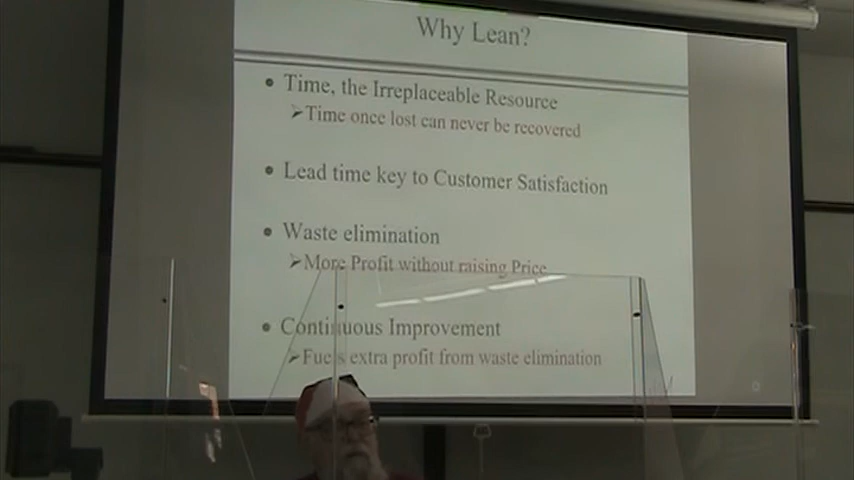 Why Lean?
• Time, the Irreplaceable Resource
➢Time once lost can never be recovered
• Lead time key to Customer Satisfaction
• Waste elimination
➢More Profit without raising Price
• Continuous Improvement
➢Fuels extra profit from waste elimination